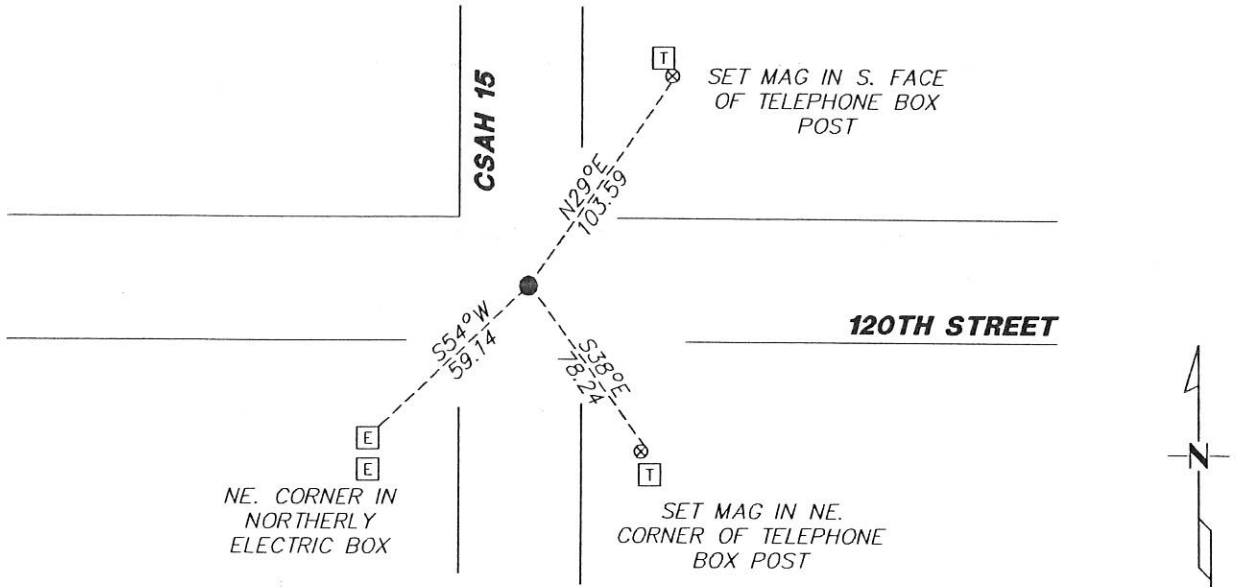 CSAH 15
T
SET MAG IN S. FACE
OF TELEPHONE BOX
POST
N29°E
103.59
120TH STREET
S54°W
59.14
S38°E
78.24
E
E
NE. CORNER IN
NORTHERLY
ELECTRIC BOX
T
SET MAG IN NE.
CORNER OF TELEPHONE
BOX POST
N